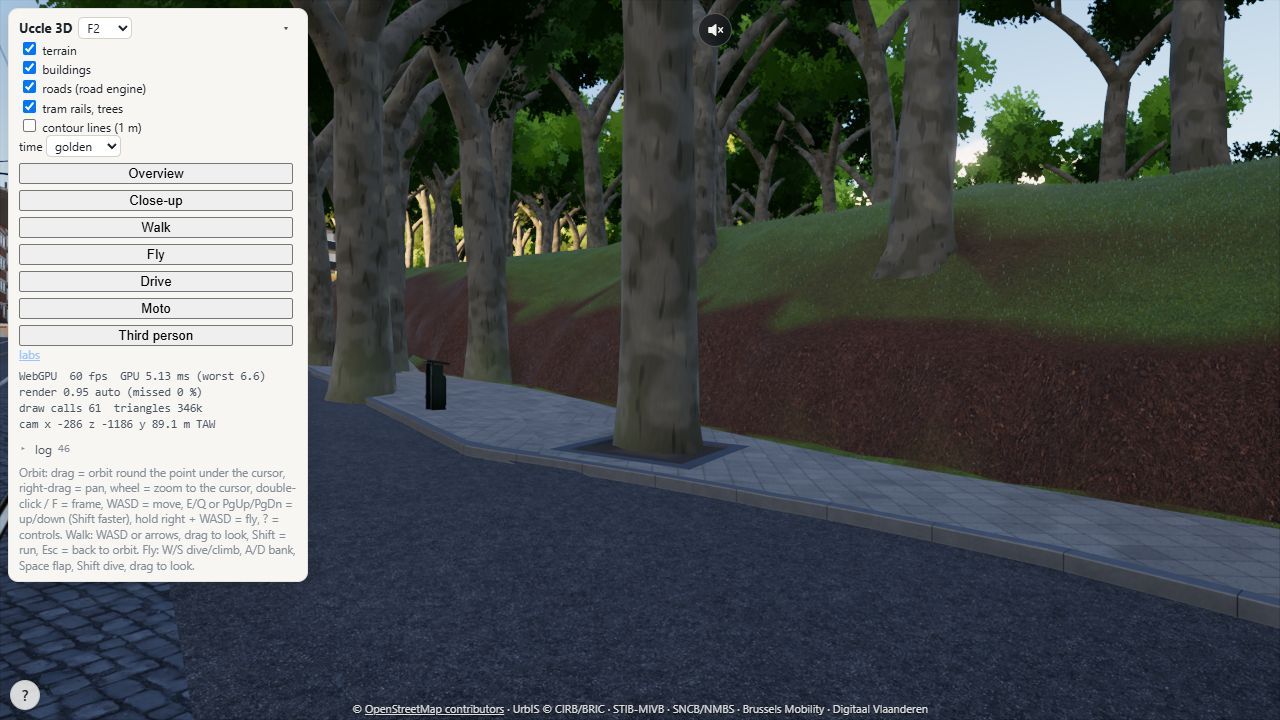 Uccle 3D F2
terrain
buildings
roads (road engine)
tram rails, trees
contour lines (1 m)
time golden
Overview
Close-up
Walk
Fly
Drive
Moto
Third person
labs
WebGPU 60 fps GPU 5.13 ms (worst 6.6)
render 0.95 auto (missed 0 %)
draw calls 61 triangles 346k
cam x -286 z -1186 y 89.1 m TAW
log 46
Orbit: drag = orbit round the point under the cursor,
right-drag = pan, wheel = zoom to the cursor, double-
click / F = frame, WASD = move, E/Q or PgUp/PgDn =
up/down (Shift faster), hold right + WASD = fly, ? =
controls. Walk: WASD or arrows, drag to look, Shift =
run, Esc = back to orbit. Fly: W/S dive/climb, A/D bank,
Space flap, Shift dive, drag to look.
?
© OpenStreetMap contributors · UrbIS © CIRB/BRIC · STIB-MIVB · SNCB/NMBS · Brussels Mobility · Digitaal Vlaanderen